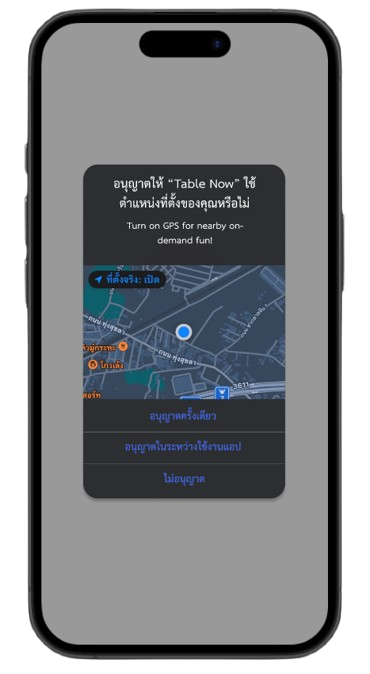 อนุญาตให้ “Table Now” ใช้
ตำแหน่งที่ตั้งของคุณหรือไม่
Turn on GPS for nearby on-
demand fun!
ที่ตั้งจริง: เปิด
ถนน ทุ่งสุขลา
ถนน ทุ่งสุขลา
โกวเล้ง
3611
7
อนุญาตครั้งเดียว
อนุญาตในระหว่างใช้งานแอป
ไม่อนุญาต